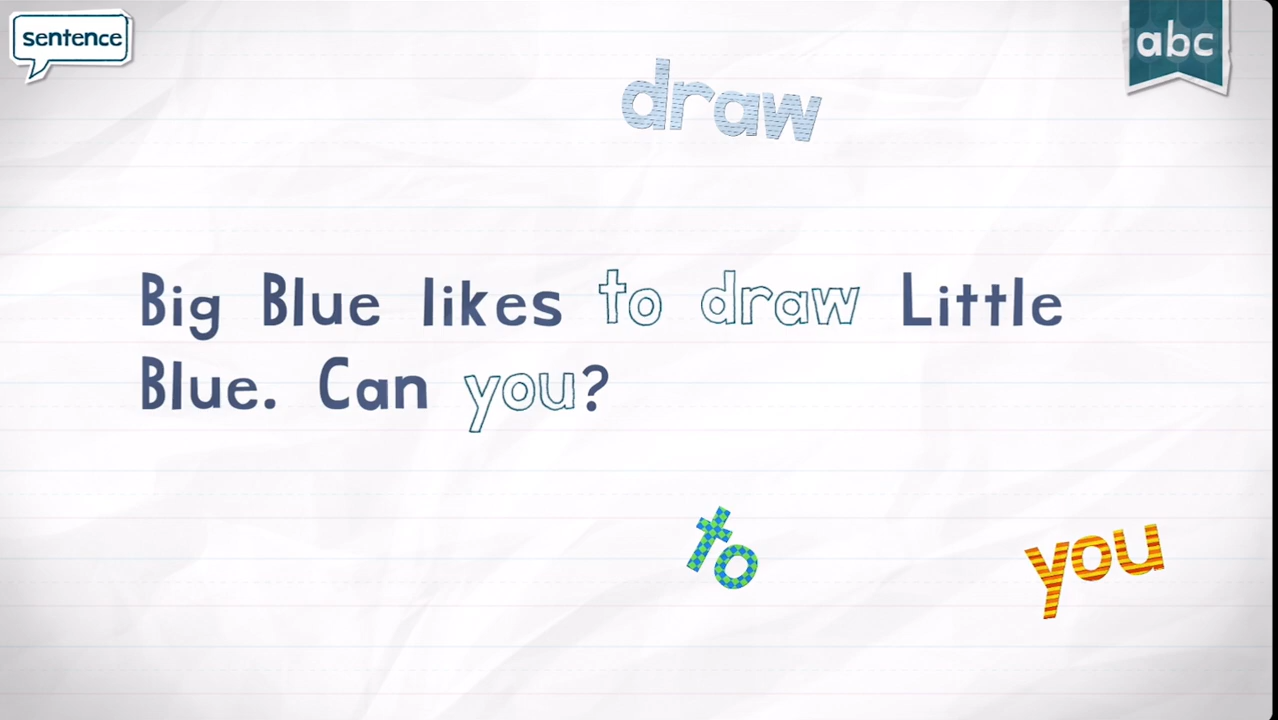 sentence
abc
draw
Big Blue likes to draw Little
Blue. Can you?
to
you